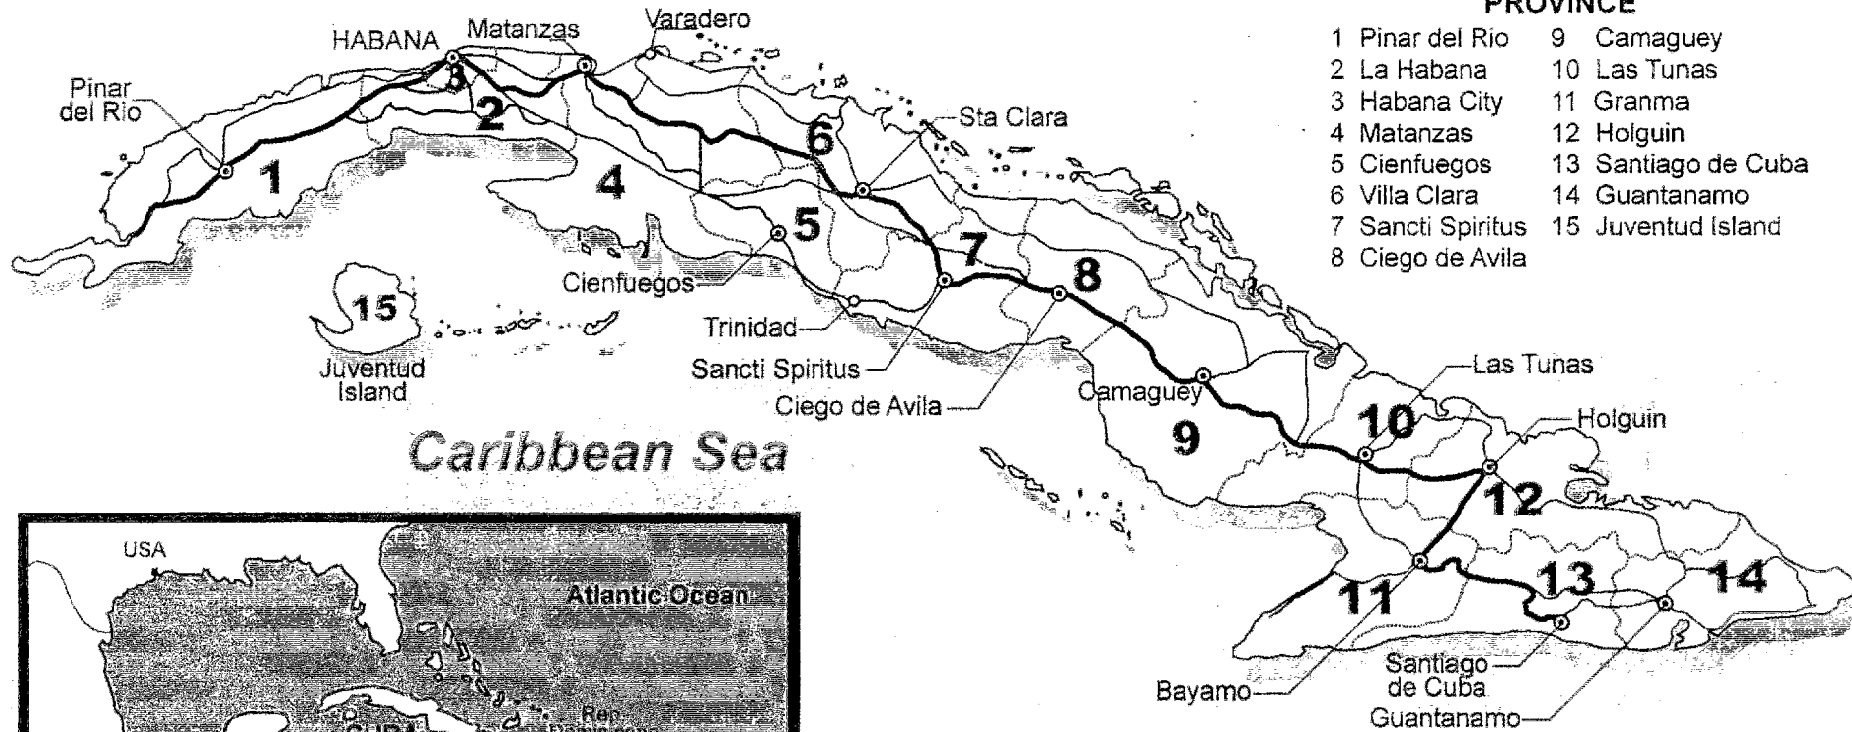 PROVINCE
1 Pinar del Rio
2 La Habana
3 Habana City
4 Matanzas
5 Cienfuegos
6 Villa Clara
7 Sancti Spiritus
8 Ciego de Avila
9 Camaguey
10 Las Tunas
11 Granma
12 Holguin
13 Santiago de Cuba
14 Guantanamo
15 Juventud Island
Varadero
Matanzas
HABANA
Pinar
del Rio
Sta Clara
3
2
1
4
6
5
7
8
Cienfuegos
15
Juventud
Island
Trinidad
Sancti Spiritus
Ciego de Avila
Camaguey
9
Las Tunas
10
Holguin
12
Caribbean Sea
11
13
14
Santiago
de Cuba
Bayamo
Guantanamo
USA
Atlantic Ocean
CUBA
Rep.
Dominicana